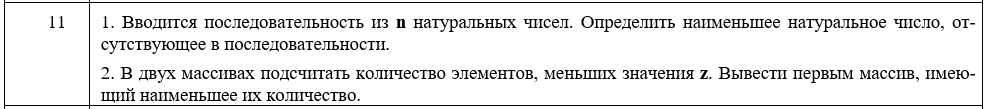 11
1. Вводится последовательность из n натуральных чисел. Определить наименьшее натуральное число, от-
сутствующее в последовательности.
2. В двух массивах подсчитать количество элементов, меньших значения z. Вывести первым массив, имею-
щий наименьшее их количество.